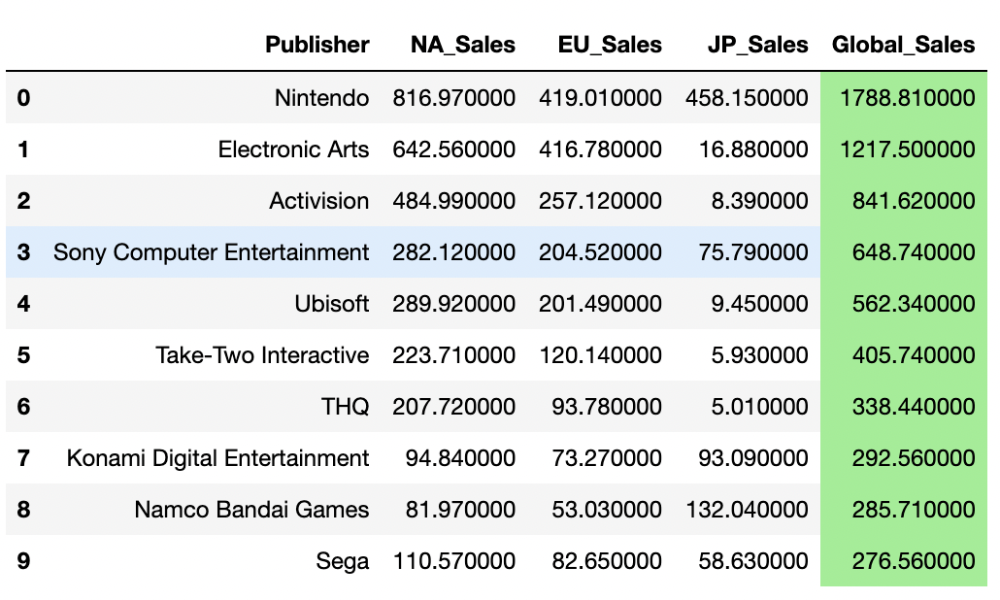 Publisher NA_Sales EU_Sales JP_Sales Global_Sales
0 Nintendo 816.970000 419.010000 458.150000 1788.810000
1 Electronic Arts 642.560000 416.780000 16.880000 1217.500000
2 Activision 484.990000 257.120000 8.390000 841.620000
3 Sony Computer Entertainment 282.120000 204.520000 75.790000 648.740000
4 Ubisoft 289.920000 201.490000 9.450000 562.340000
5 Take-Two Interactive 223.710000 120.140000 5.930000 405.740000
6 THQ 207.720000 93.780000 5.010000 338.440000
7 Konami Digital Entertainment 94.840000 73.270000 93.090000 292.560000
8 Namco Bandai Games 81.970000 53.030000 132.040000 285.710000
9 Sega 110.570000 82.650000 58.630000 276.560000